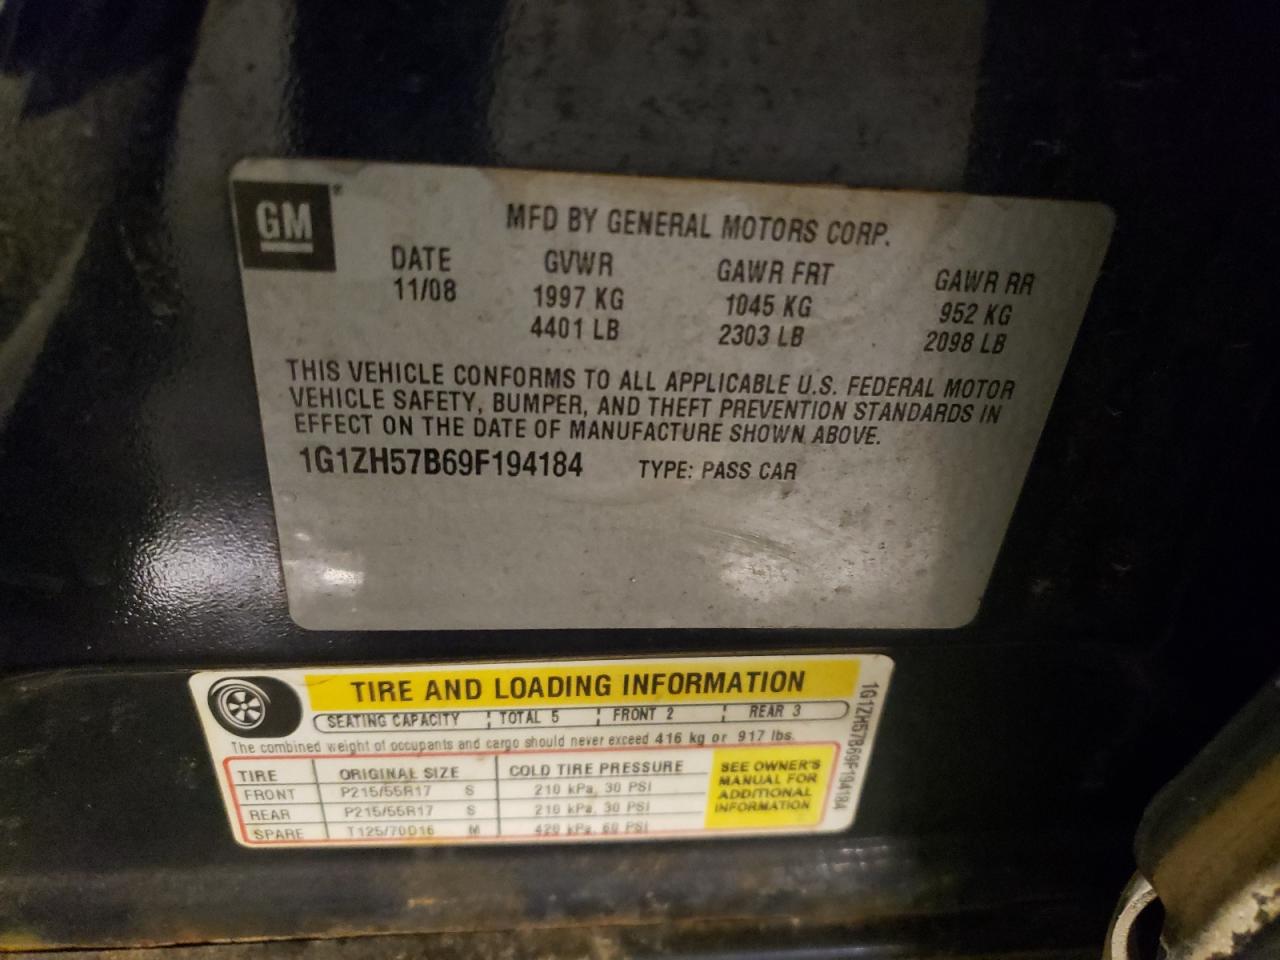 GM
MFD BY GENERAL MOTORS CORP.
DATE GVWR GAWR FRT GAWR RR
11/08 1997 KG 1045 KG 952 KG
4401 LB 2303 LB 2098 LB
THIS VEHICLE CONFORMS TO ALL APPLICABLE U.S. FEDERAL MOTOR
VEHICLE SAFETY, BUMPER, AND THEFT PREVENTION STANDARDS IN
EFFECT ON THE DATE OF MANUFACTURE SHOWN ABOVE.
1G1ZH57B69F194184 TYPE: PASS CAR
TIRE AND LOADING INFORMATION
SEATING CAPACITY TOTAL 5 FRONT 2 REAR 3
The combined weight of occupants and cargo should never exceed 416 kg or 917 lbs.
TIRE ORIGINAL SIZE COLD TIRE PRESSURE
FRONT P215/55R17 S 210 kPa, 30 PSI
REAR P215/55R17 S 210 kPa, 30 PSI
SPARE T125/70D16 M 420 kPa, 60 PSI
SEE OWNER'S
MANUAL FOR
ADDITIONAL
INFORMATION
1G1ZH57B69F194184